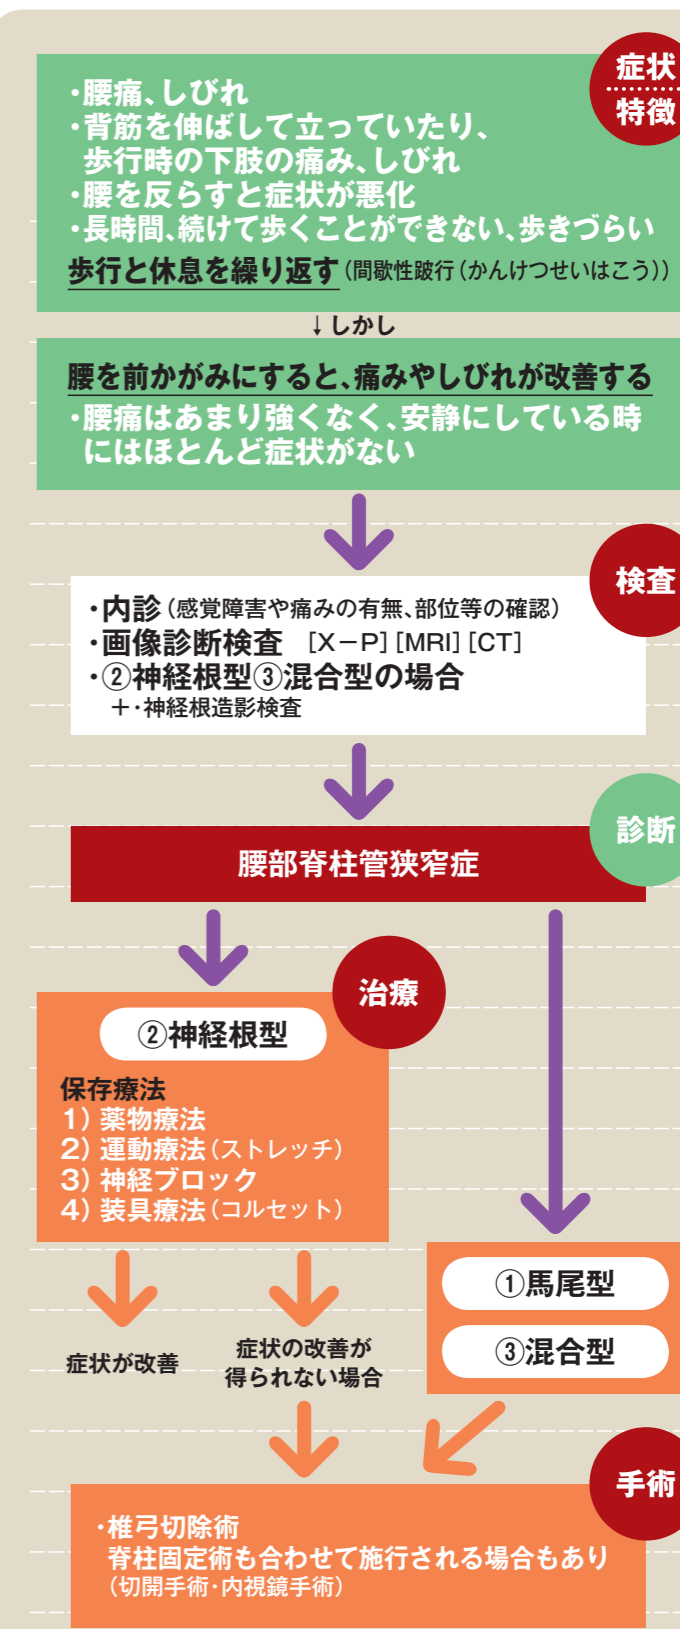 症状
特徴
・腰痛、しびれ
・背筋を伸ばして立っていたり、
歩行時の下肢の痛み、しびれ
・腰を反らすと症状が悪化
・長時間、続けて歩くことができない、歩きづらい
歩行と休息を繰り返す（間歇性跛行（かんけつせいはこう））
↓しかし
腰を前かがみにすると、痛みやしびれが改善する
・腰痛はあまり強くなく、安静にしている時
にはほとんど症状がない
検査
・内診（感覚障害や痛みの有無、部位等の確認）
・画像診断検査 ［X－P］［MRI］［CT］
・②神経根型③混合型の場合
＋・神経根造影検査
診断
腰部脊柱管狭窄症
治療
②神経根型
保存療法
1）薬物療法
2）運動療法（ストレッチ）
3）神経ブロック
4）装具療法（コルセット）
①馬尾型
③混合型
症状が改善
症状の改善が
得られない場合
手術
・椎弓切除術
脊柱固定術も合わせて施行される場合もあり
（切開手術・内視鏡手術）